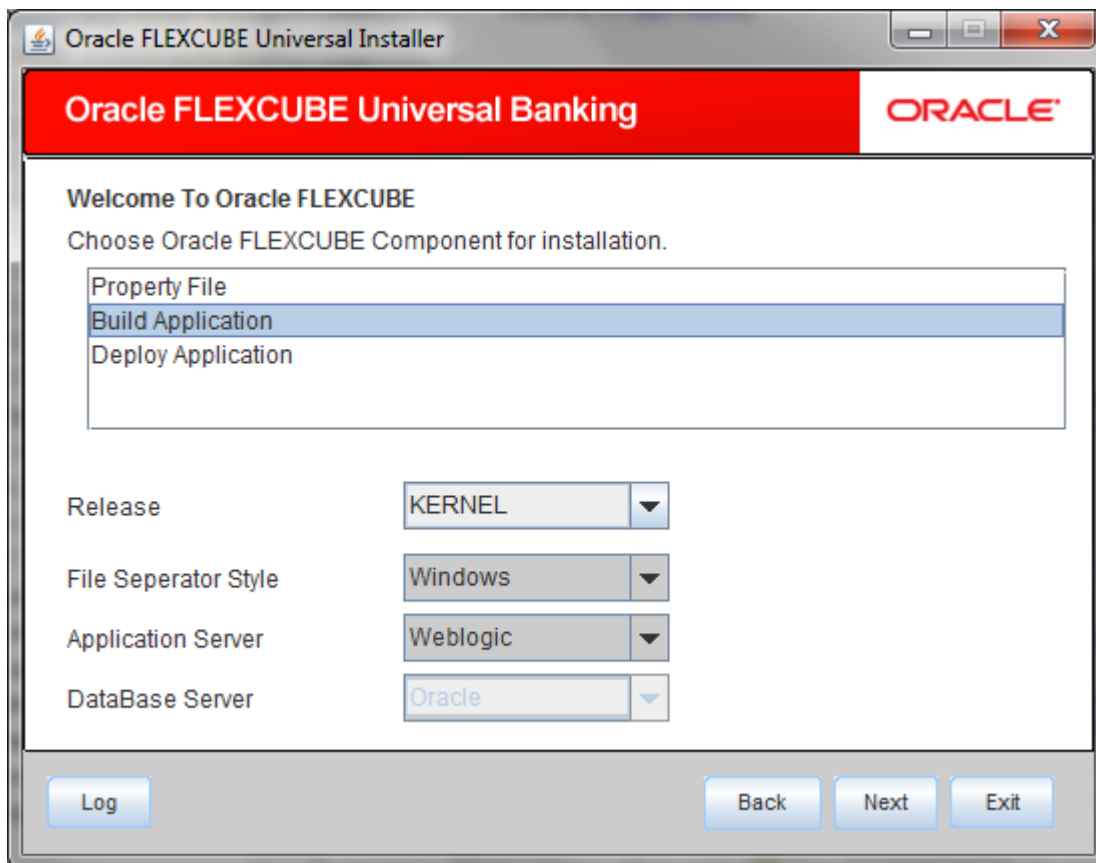 Oracle FLEXCUBE Universal Installer
Oracle FLEXCUBE Universal Banking
ORACLE
Welcome To Oracle FLEXCUBE
Choose Oracle FLEXCUBE Component for installation.
Property File
Build Application
Deploy Application
Release KERNEL
File Seperator Style Windows
Application Server Weblogic
DataBase Server Oracle
Log Back Next Exit